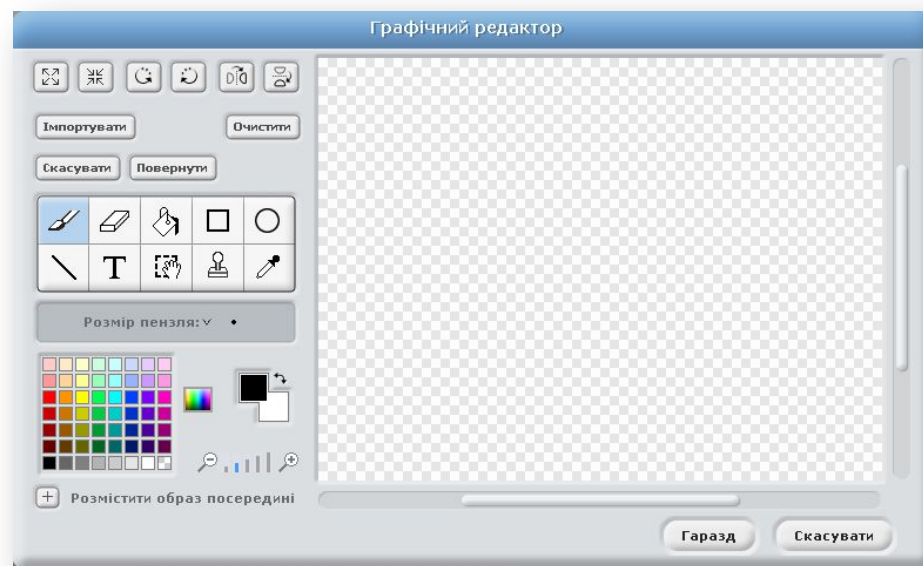 Графічний редактор
Імпортувати
Очистити
Скасувати
Повернути
T
Розмір пензля:
Розмістити образ посередині
Гаразд
Скасувати